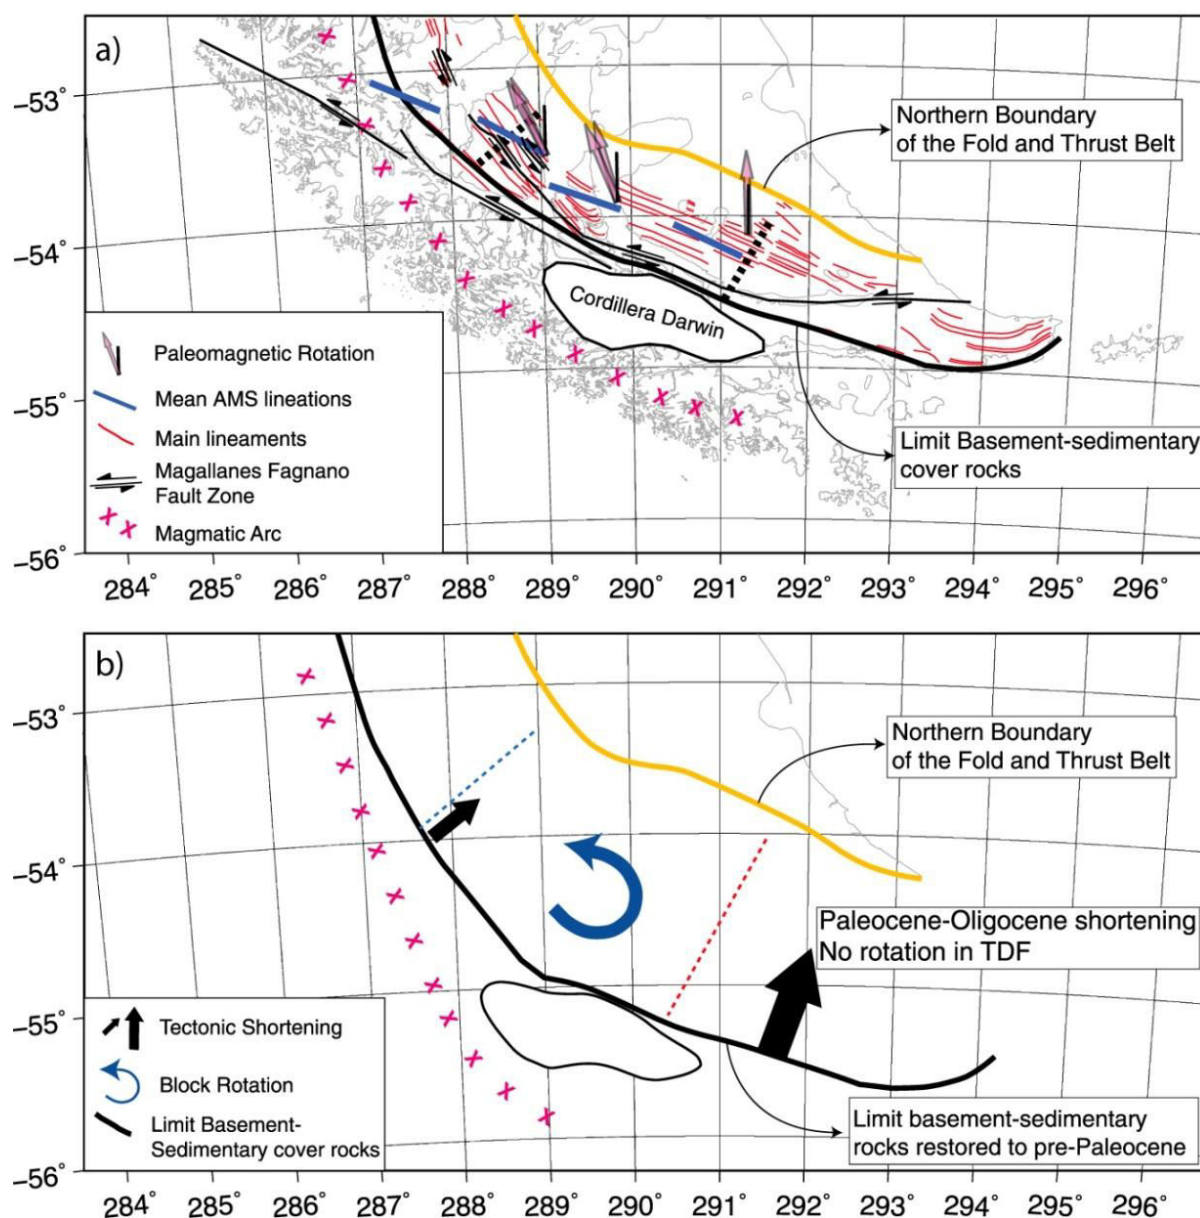 a)
–53°
–54°
–55°
–56°
Northern Boundary
of the Fold and Thrust Belt
Cordillera Darwin
Limit Basement-sedimentary
cover rocks
Paleomagnetic Rotation
Mean AMS lineations
Main lineaments
Magallanes Fagnano
Fault Zone
Magmatic Arc
284° 285° 286° 287° 288° 289° 290° 291° 292° 293° 294° 295° 296°
b)
–53°
–54°
–55°
–56°
Northern Boundary
of the Fold and Thrust Belt
Paleocene-Oligocene shortening
No rotation in TDF
Tectonic Shortening
Block Rotation
Limit Basement-
Sedimentary cover rocks
Limit basement-sedimentary
rocks restored to pre-Paleocene
284° 285° 286° 287° 288° 289° 290° 291° 292° 293° 294° 295° 296°